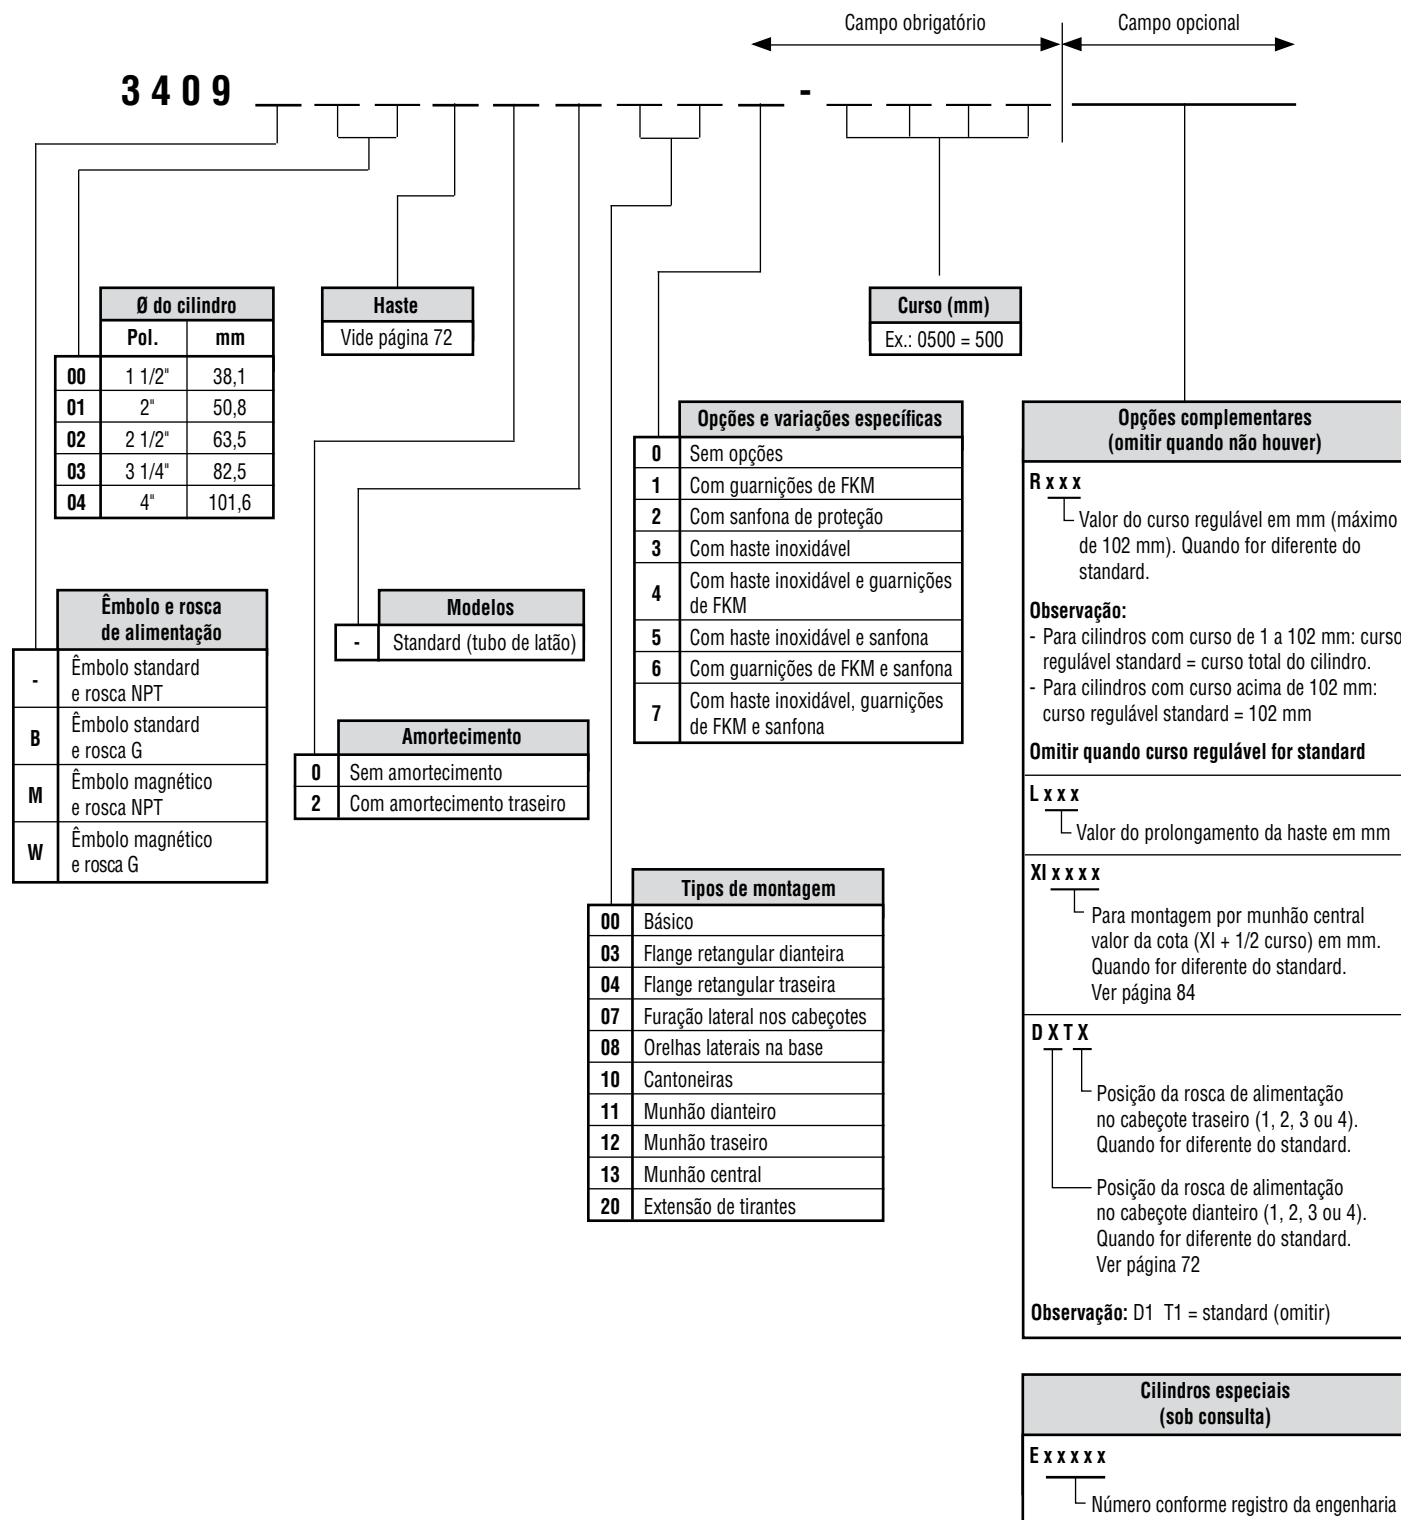 Campo obrigatório
Campo opcional
3 4 0 9
-
Ø do cilindro
Pol.
mm
00
1 1/2"
38,1
01
2"
50,8
02
2 1/2"
63,5
03
3 1/4"
82,5
04
4"
101,6
Haste
Vide página 72
Curso (mm)
Ex.: 0500 = 500
Êmbolo e rosca
de alimentação
-
Êmbolo standard
e rosca NPT
B
Êmbolo standard
e rosca G
M
Êmbolo magnético
e rosca NPT
W
Êmbolo magnético
e rosca G
Modelos
-
Standard (tubo de latão)
Amortecimento
0
Sem amortecimento
2
Com amortecimento traseiro
Opções e variações específicas
0
Sem opções
1
Com guarnições de FKM
2
Com sanfona de proteção
3
Com haste inoxidável
4
Com haste inoxidável e guarnições
de FKM
5
Com haste inoxidável e sanfona
6
Com guarnições de FKM e sanfona
7
Com haste inoxidável, guarnições
de FKM e sanfona
Tipos de montagem
00
Básico
03
Flange retangular dianteira
04
Flange retangular traseira
07
Furação lateral nos cabeçotes
08
Orelhas laterais na base
10
Cantoneiras
11
Munhão dianteiro
12
Munhão traseiro
13
Munhão central
20
Extensão de tirantes
Opções complementares
(omitir quando não houver)
R x x x
Valor do curso regulável em mm (máximo
de 102 mm). Quando for diferente do
standard.
Observação:
- Para cilindros com curso de 1 a 102 mm: curso
regulável standard = curso total do cilindro.
- Para cilindros com curso acima de 102 mm:
curso regulável standard = 102 mm
Omitir quando curso regulável for standard
L x x x
Valor do prolongamento da haste em mm
XI x x x x
Para montagem por munhão central
valor da cota (XI + 1/2 curso) em mm.
Quando for diferente do standard.
Ver página 84
D X T X
Posição da rosca de alimentação
no cabeçote traseiro (1, 2, 3 ou 4).
Quando for diferente do standard.
Posição da rosca de alimentação
no cabeçote dianteiro (1, 2, 3 ou 4).
Quando for diferente do standard.
Ver página 72
Observação: D1 T1 = standard (omitir)
Cilindros especiais
(sob consulta)
E x x x x x
Número conforme registro da engenharia